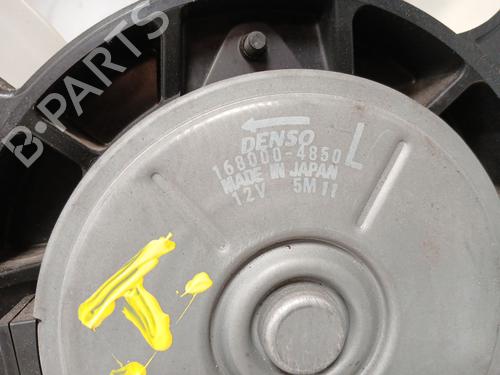 B-PARTS
DENSO
168000-4850 L
MADE IN JAPAN
12V 5M11
T.